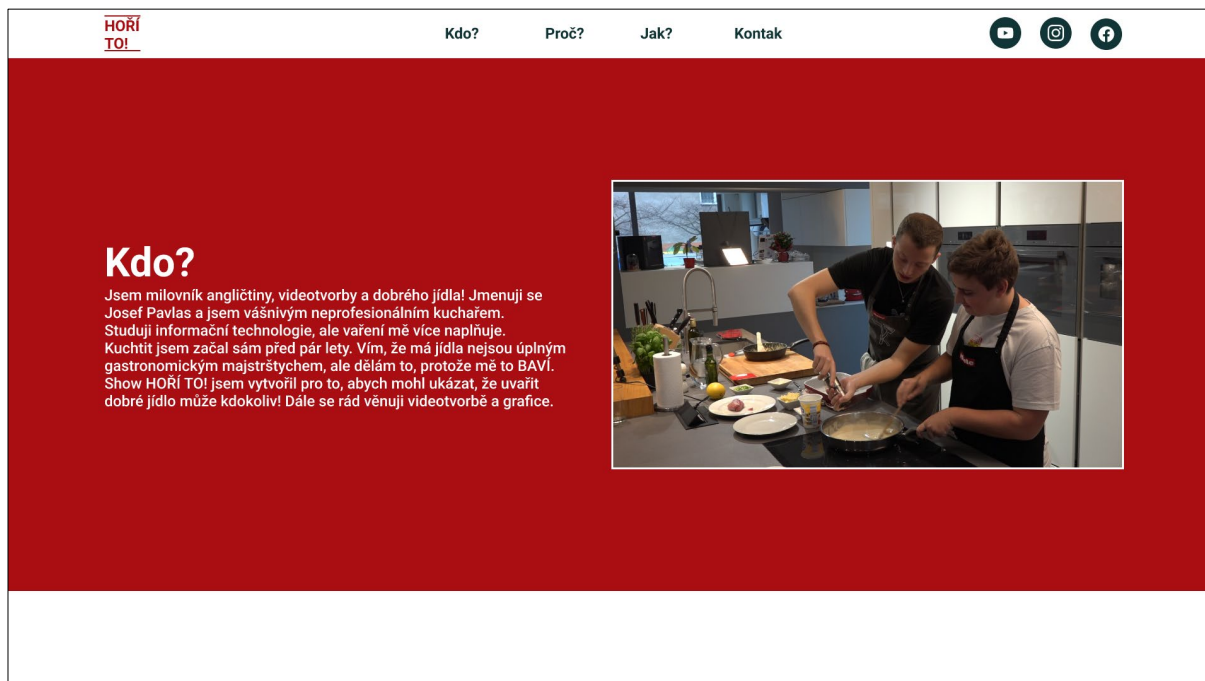 HOŘÍ
TO!
Kdo?
Proč?
Jak?
Kontak
Kdo?
Jsem milovník angličtiny, videotvorby a dobrého jídla! Jmenuji se
Josef Pavlas a jsem vášnivým neprofesionálním kuchařem.
Studuji informační technologie, ale vaření mě více naplňuje.
Kuchtit jsem začal sám před pár lety. Vím, že má jídla nejsou úplným
gastronomickým majstrštychem, ale dělám to, protože mě to BAVÍ.
Show HOŘÍ TO! jsem vytvořil pro to, abych mohl ukázat, že uvařit
dobré jídlo může kdokoliv! Dále se rád věnuji videotvorbě a grafice.